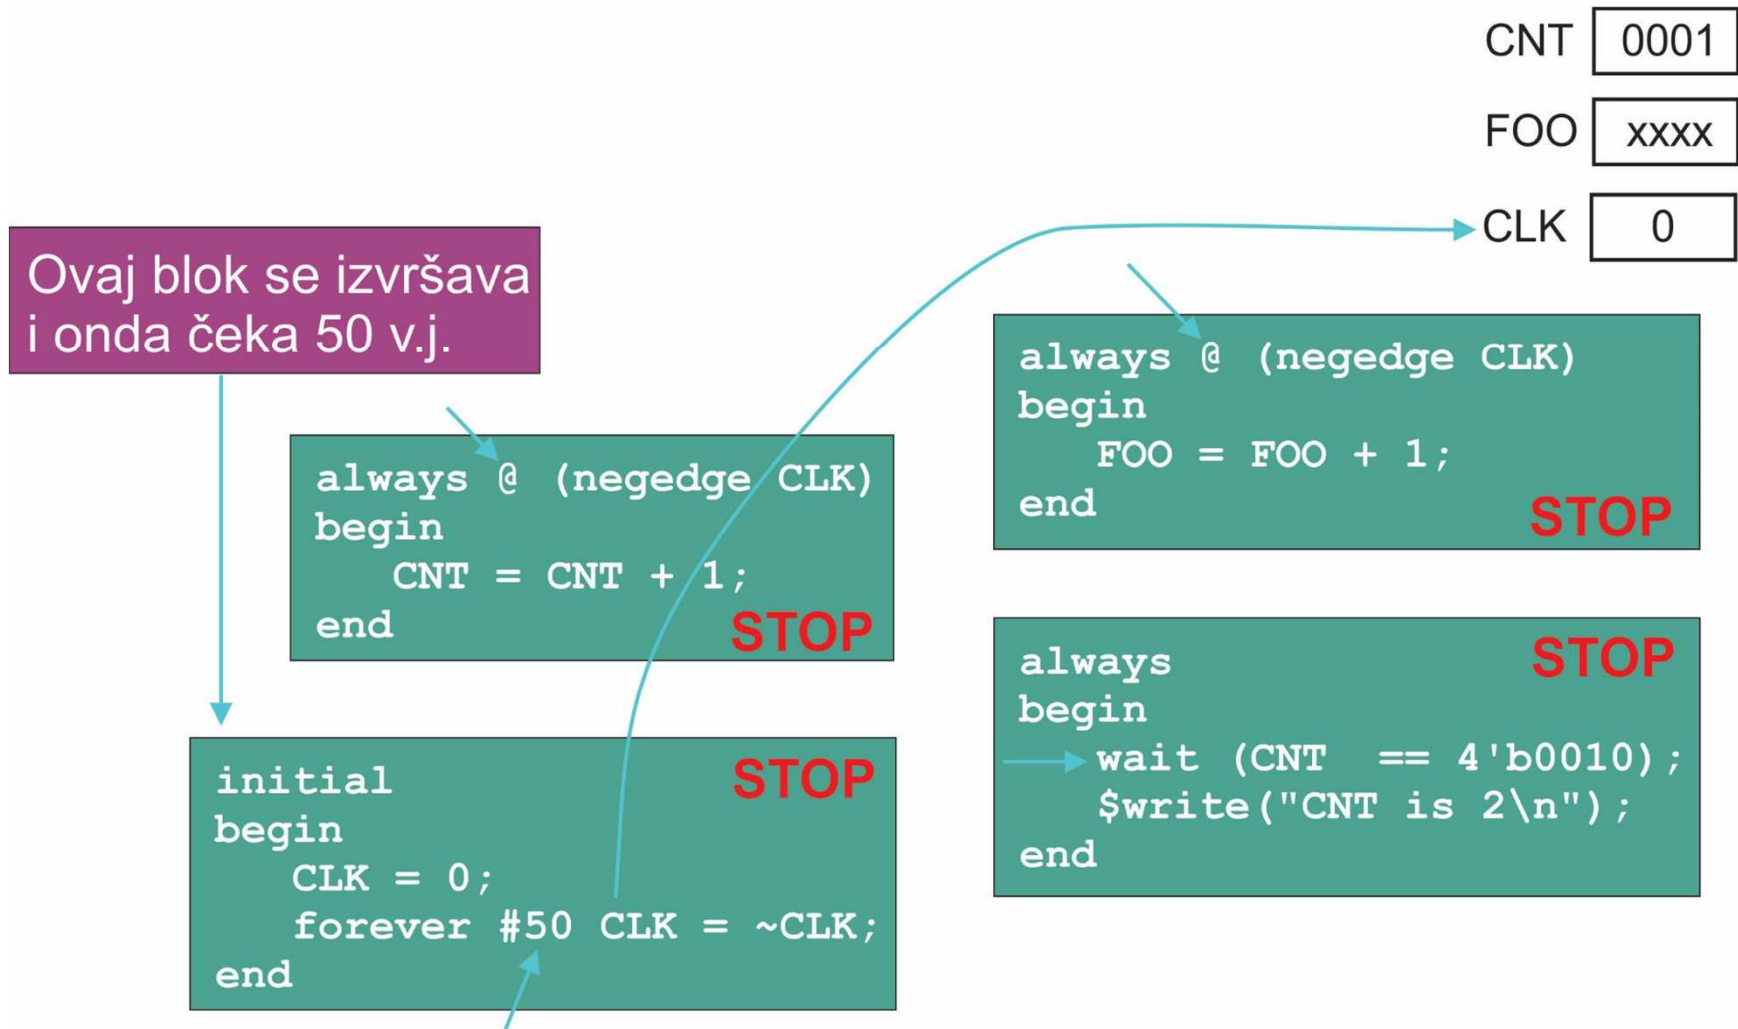 CNT 0001
FOO xxxx
CLK 0
Ovaj blok se izvršava
i onda čeka 50 v.j.
always @ (negedge CLK)
begin
CNT = CNT + 1;
end
STOP
always @ (negedge CLK)
begin
FOO = FOO + 1;
end
STOP
initial
STOP
begin
CLK = 0;
forever #50 CLK = ~CLK;
end
always
STOP
begin
wait (CNT == 4'b0010);
$write("CNT is 2\n");
end